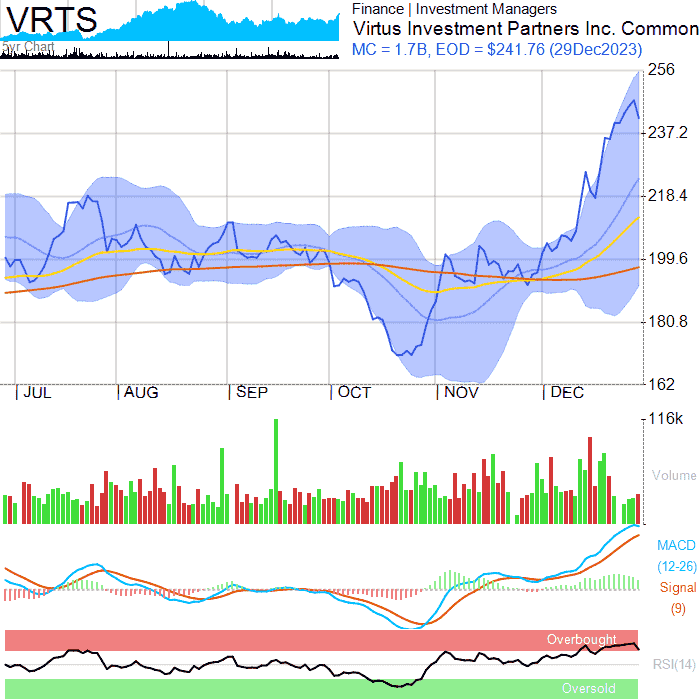 VRTS
5yr Chart
Finance | Investment Managers
Virtus Investment Partners Inc. Common
MC = 1.7B, EOD = $241.76 (29Dec2023)
256
237.2
218.4
199.6
180.8
162
| JUL | AUG | SEP | OCT | NOV | DEC
116k
Volume
MACD
(12-26)
Signal
(9)
Overbought
RSI(14)
Oversold